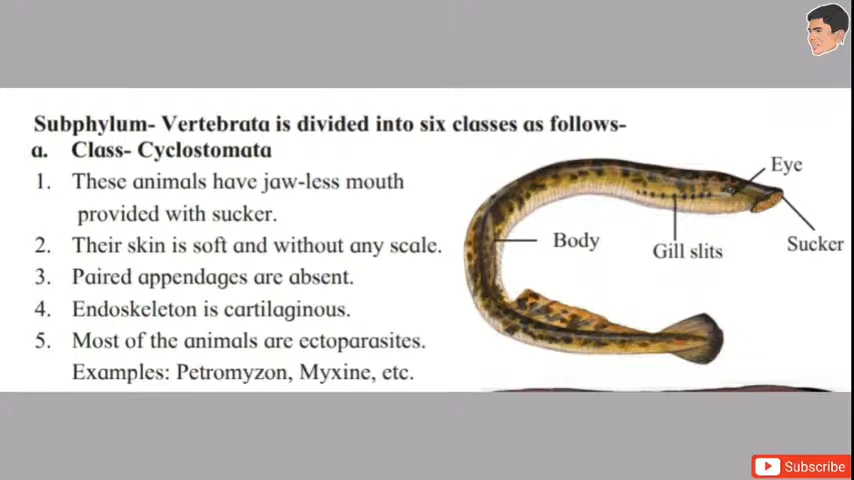 Subphylum- Vertebrata is divided into six classes as follows-
a. Class- Cyclostomata
1. These animals have jaw-less mouth
provided with sucker.
2. Their skin is soft and without any scale.
3. Paired appendages are absent.
4. Endoskeleton is cartilaginous.
5. Most of the animals are ectoparasites.
Examples: Petromyzon, Myxine, etc.
Eye
Body
Gill slits
Sucker
Subscribe